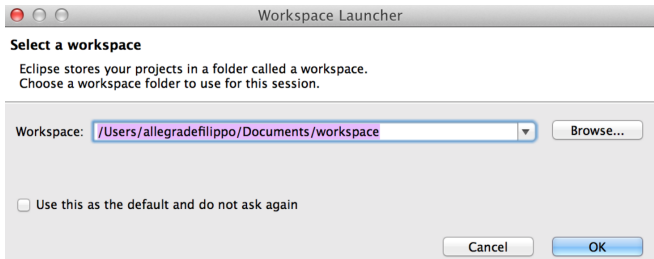 Workspace Launcher
Select a workspace
Eclipse stores your projects in a folder called a workspace.
Choose a workspace folder to use for this session.
Workspace: /Users/allegradefilippo/Documents/workspace Browse...
Use this as the default and do not ask again
Cancel OK